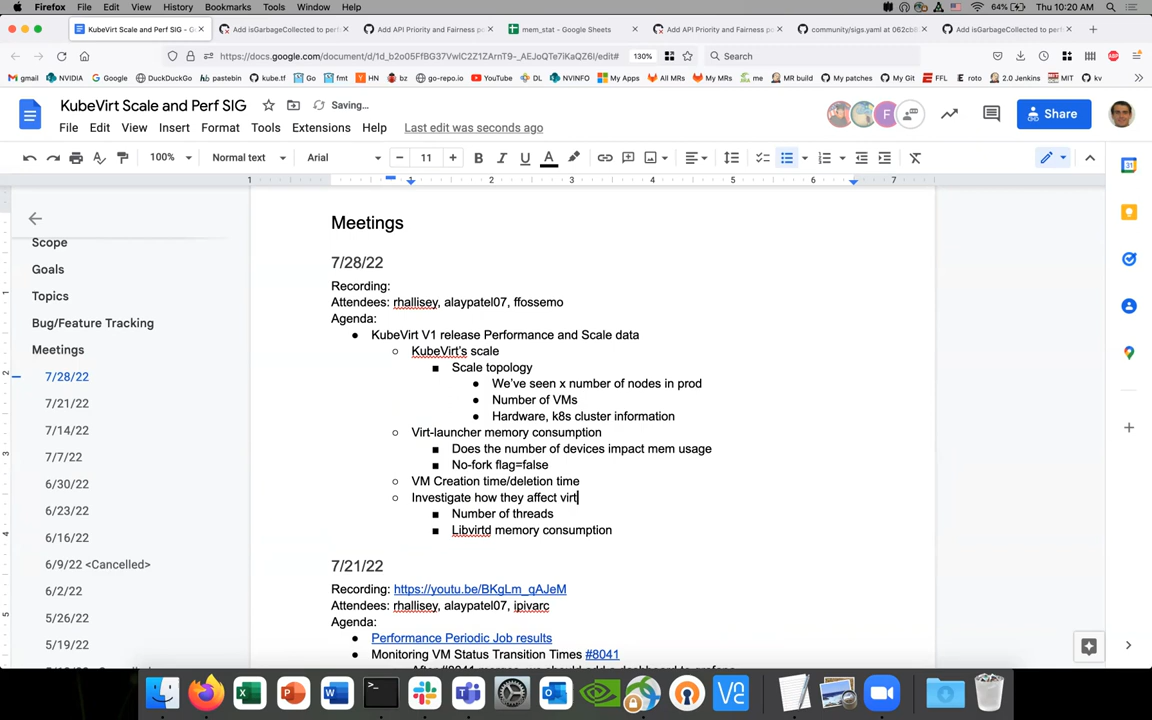 Firefox File Edit View History Bookmarks Tools Window Help 64% Thu 10:20 AM
KubeVirt Scale and Perf SIG - G Add isGarbageCollected to perf Add API Priority and Fairness p mem_stat - Google Sheets Add API Priority and Fairness po community/sigs.yaml at 062cbil Add isGarbageCollected to perf
https://docs.google.com/document/d/1d_b2o05FfBG37VwlC2Z1ZArnT9-_AEJoQTe7iKaQZ6I/edit# 130% Search
gmail NVIDIA Google DuckDuckGo pastebin kube.tf Go fmt go-repo.io YouTube DL NVINFO My Apps All MRs My MRs me MR build My patches My Git FFL roto 2.0 Jenkins MIT kv
KubeVirt Scale and Perf SIG Saving...
File Edit View Insert Format Tools Extensions Help Last edit was seconds ago
F
Share
100% Normal text Arial 11
1 1 2 3 4 5 6 7
Scope
Goals
Topics
Bug/Feature Tracking
Meetings
7/28/22
7/21/22
7/14/22
7/7/22
6/30/22
6/23/22
6/16/22
6/9/22 <Cancelled>
6/2/22
5/26/22
5/19/22
Meetings
7/28/22
Recording:
Attendees: rhallisey, alaypatel07, ffossemo
Agenda:
KubeVirt V1 release Performance and Scale data
KubeVirt's scale
Scale topology
We've seen x number of nodes in prod
Number of VMs
Hardware, k8s cluster information
Virt-launcher memory consumption
Does the number of devices impact mem usage
No-fork flag=false
VM Creation time/deletion time
Investigate how they affect virt
Number of threads
Libvirtd memory consumption
7/21/22
Recording: https://youtu.be/BKgLm_qAJeM
Attendees: rhallisey, alaypatel07, ipivarc
Agenda:
Performance Periodic Job results
Monitoring VM Status Transition Times #8041